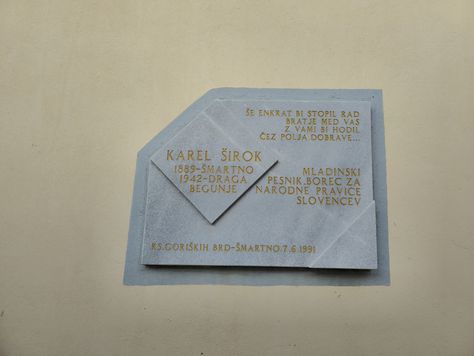 ŠE ENKRAT BI STOPIL RAD
BRATJE MED VAS
Z VAMI BI HODIL
ČEZ POLJA DOBRAVE...
KAREL ŠIROK
1889-ŠMARTNO
1942-DRAGA
BEGUNJE
MLADINSKI
PESNIK.BOREC ZA
NARODNE PRAVICE
SLOVENCEV
KS.GORIŠKIH BRD-ŠMARTNO 7.6.1991